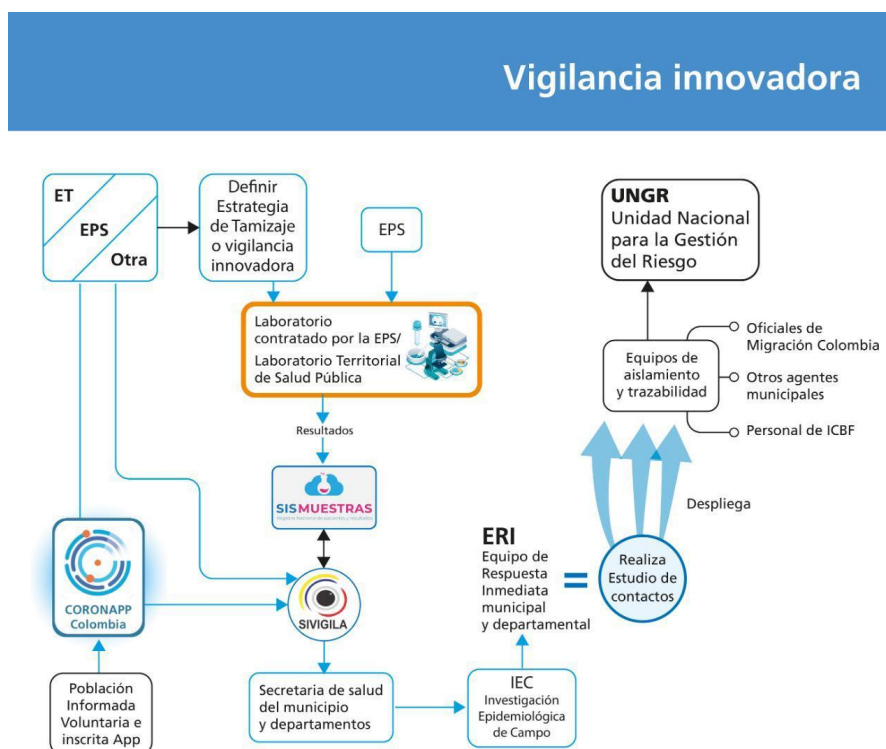 Vigilancia innovadora
ET
EPS
Otra
Definir
Estrategia
de Tamizaje
o vigilancia
innovadora
EPS
UNGR
Unidad Nacional
para la Gestión
del Riesgo
Laboratorio
contratado por la EPS/
Laboratorio Territorial
de Salud Pública
Equipos de
aislamiento
y trazabilidad
Oficiales de
Migración Colombia
Otros agentes
municipales
Personal de ICBF
Resultados
SISMUESTRAS
Despliega
ERI
Equipo de
Respuesta
Inmediata
municipal
y departamental
=
Realiza
Estudio de
contactos
CORONAPP
Colombia
SIVIGILA
Población
Informada
Voluntaria e
inscrita App
Secretaria de salud
del municipio
y departamentos
IEC
Investigación
Epidemiológica
de Campo